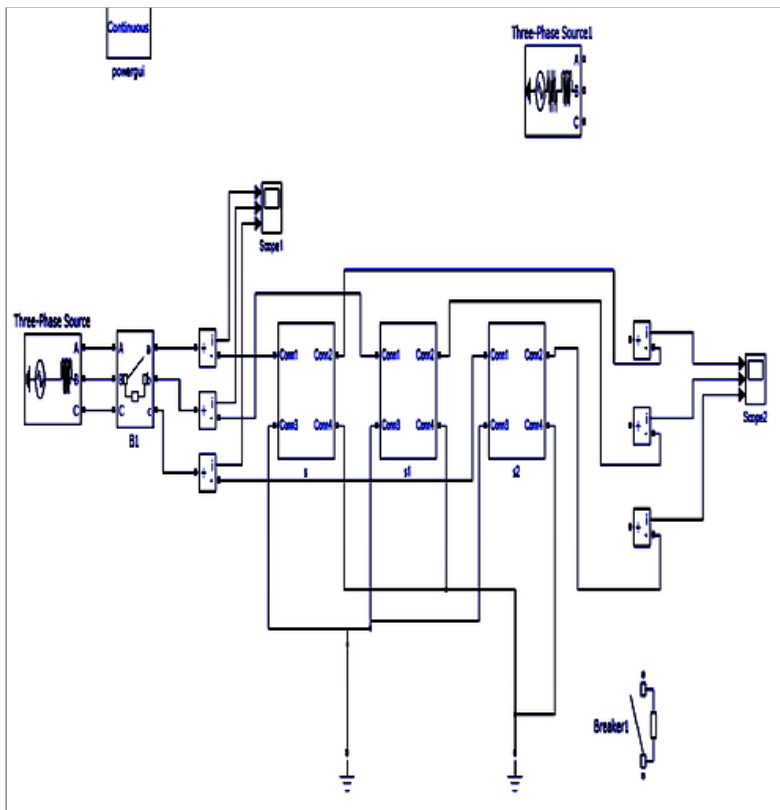 Continuous
powergui
Three-Phase Source1
A
B
C
Scope1
Three-Phase Source
A
B
C
A
B
C
a
b
c
B1
+
i
-
+
i
-
+
i
-
Conn1
Conn2
Conn3
Conn4
s
Conn1
Conn2
Conn3
Conn4
s1
Conn1
Conn2
Conn3
Conn4
s2
+
i
-
+
i
-
+
i
-
Scope2
Breaker1